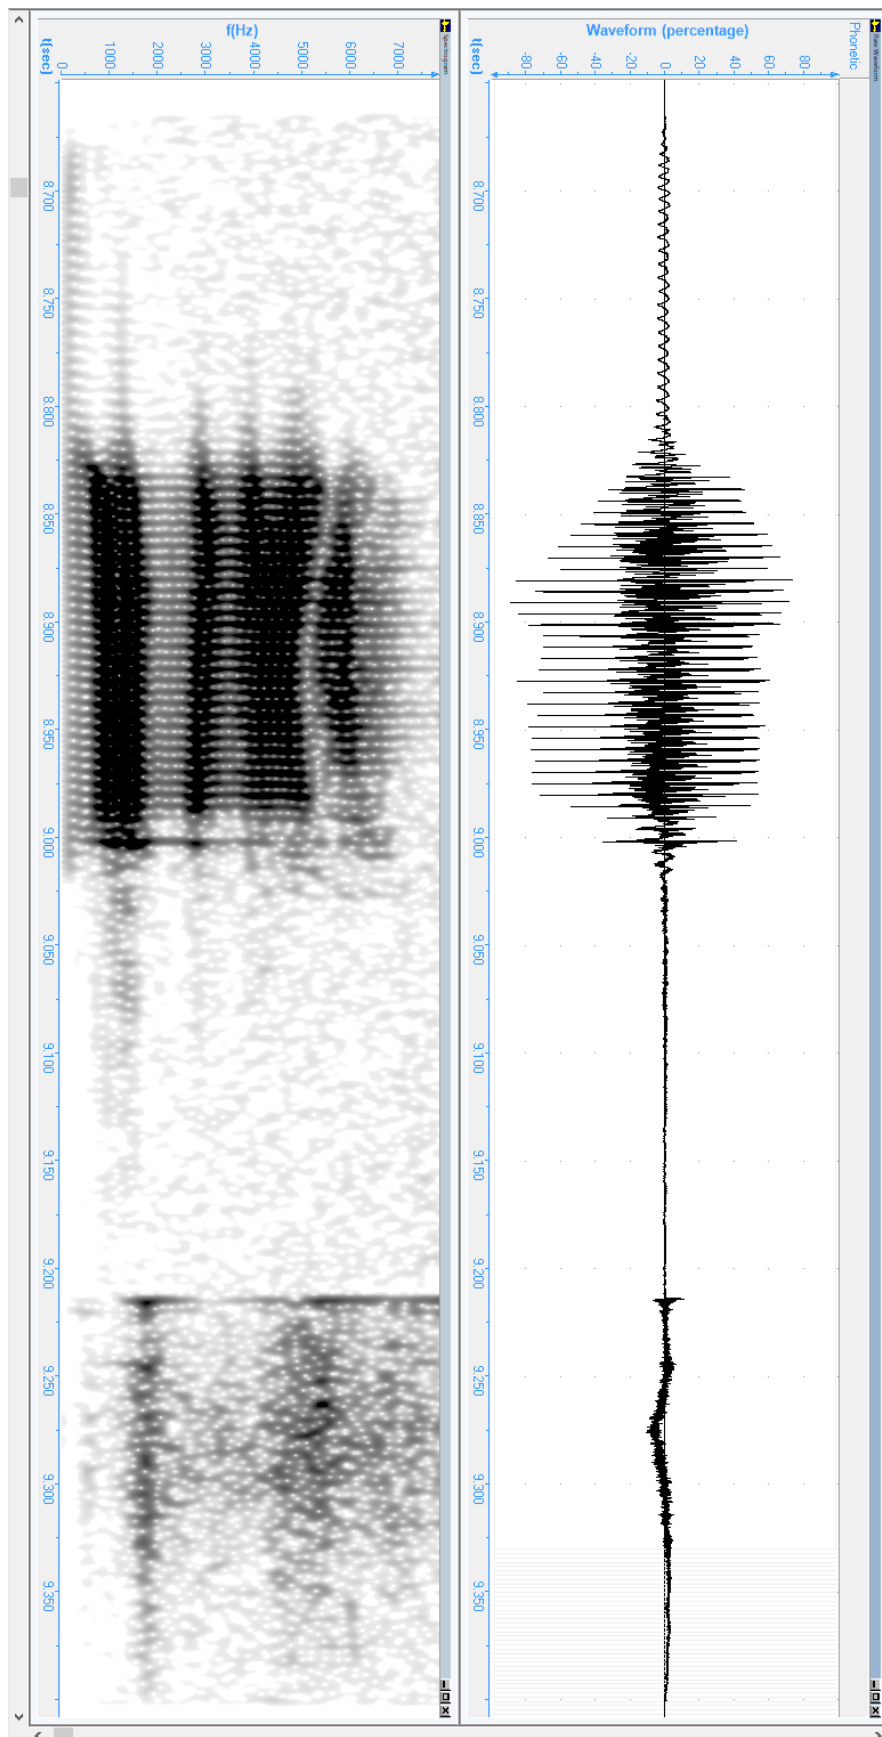 Raw Waveform
Phonetic
Waveform (percentage)
-80 -60 -40 -20 0 20 40 60 80
t(sec) 8.700 8.750 8.800 8.850 8.900 8.950 9.000 9.050 9.100 9.150 9.200 9.250 9.300 9.350
Spectrogram
f(Hz)
0 1000 2000 3000 4000 5000 6000 7000
t(sec) 8.700 8.750 8.800 8.850 8.900 8.950 9.000 9.050 9.100 9.150 9.200 9.250 9.300 9.350